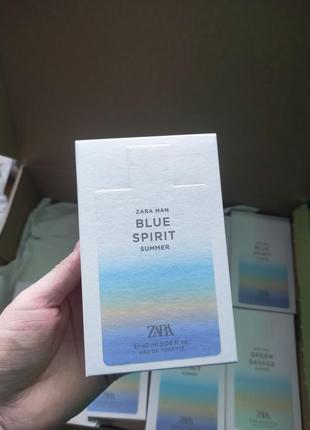 ZARA MAN
BLUE
SPIRIT
SUMMER
ZARA
e 90 ml 3.04 fl. oz.
EAU DE TOILETTE
BLUE
SPIRIT
GREEN
SAVAGE